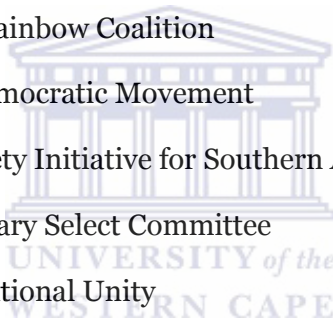 ainbow Coalition
mocratic Movement
ety Initiative for Southern A
ary Select Committee
UNIVERSITY of the
tional Unity
WESTERN CAPE